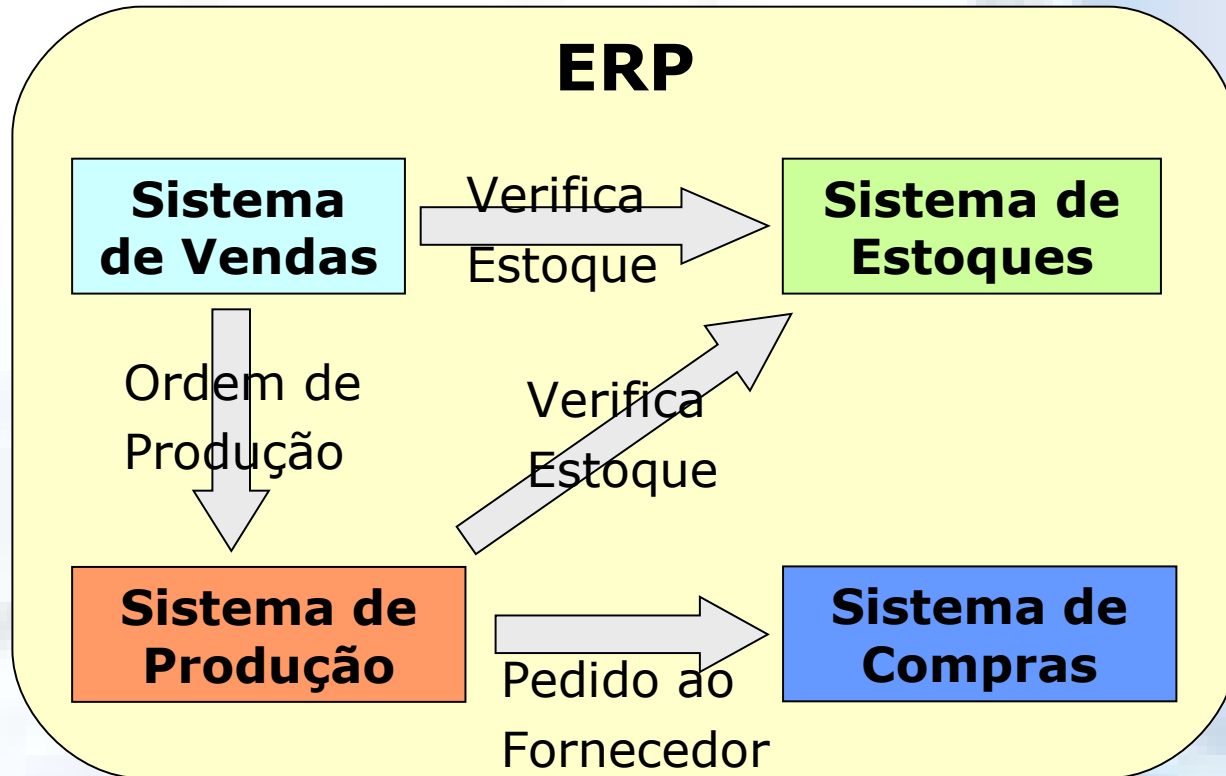 ERP
Sistema
de Vendas
Verifica
Estoque
Sistema de
Estoques
Ordem de
Produção
Verifica
Estoque
Sistema de
Produção
Pedido ao
Fornecedor
Sistema de
Compras